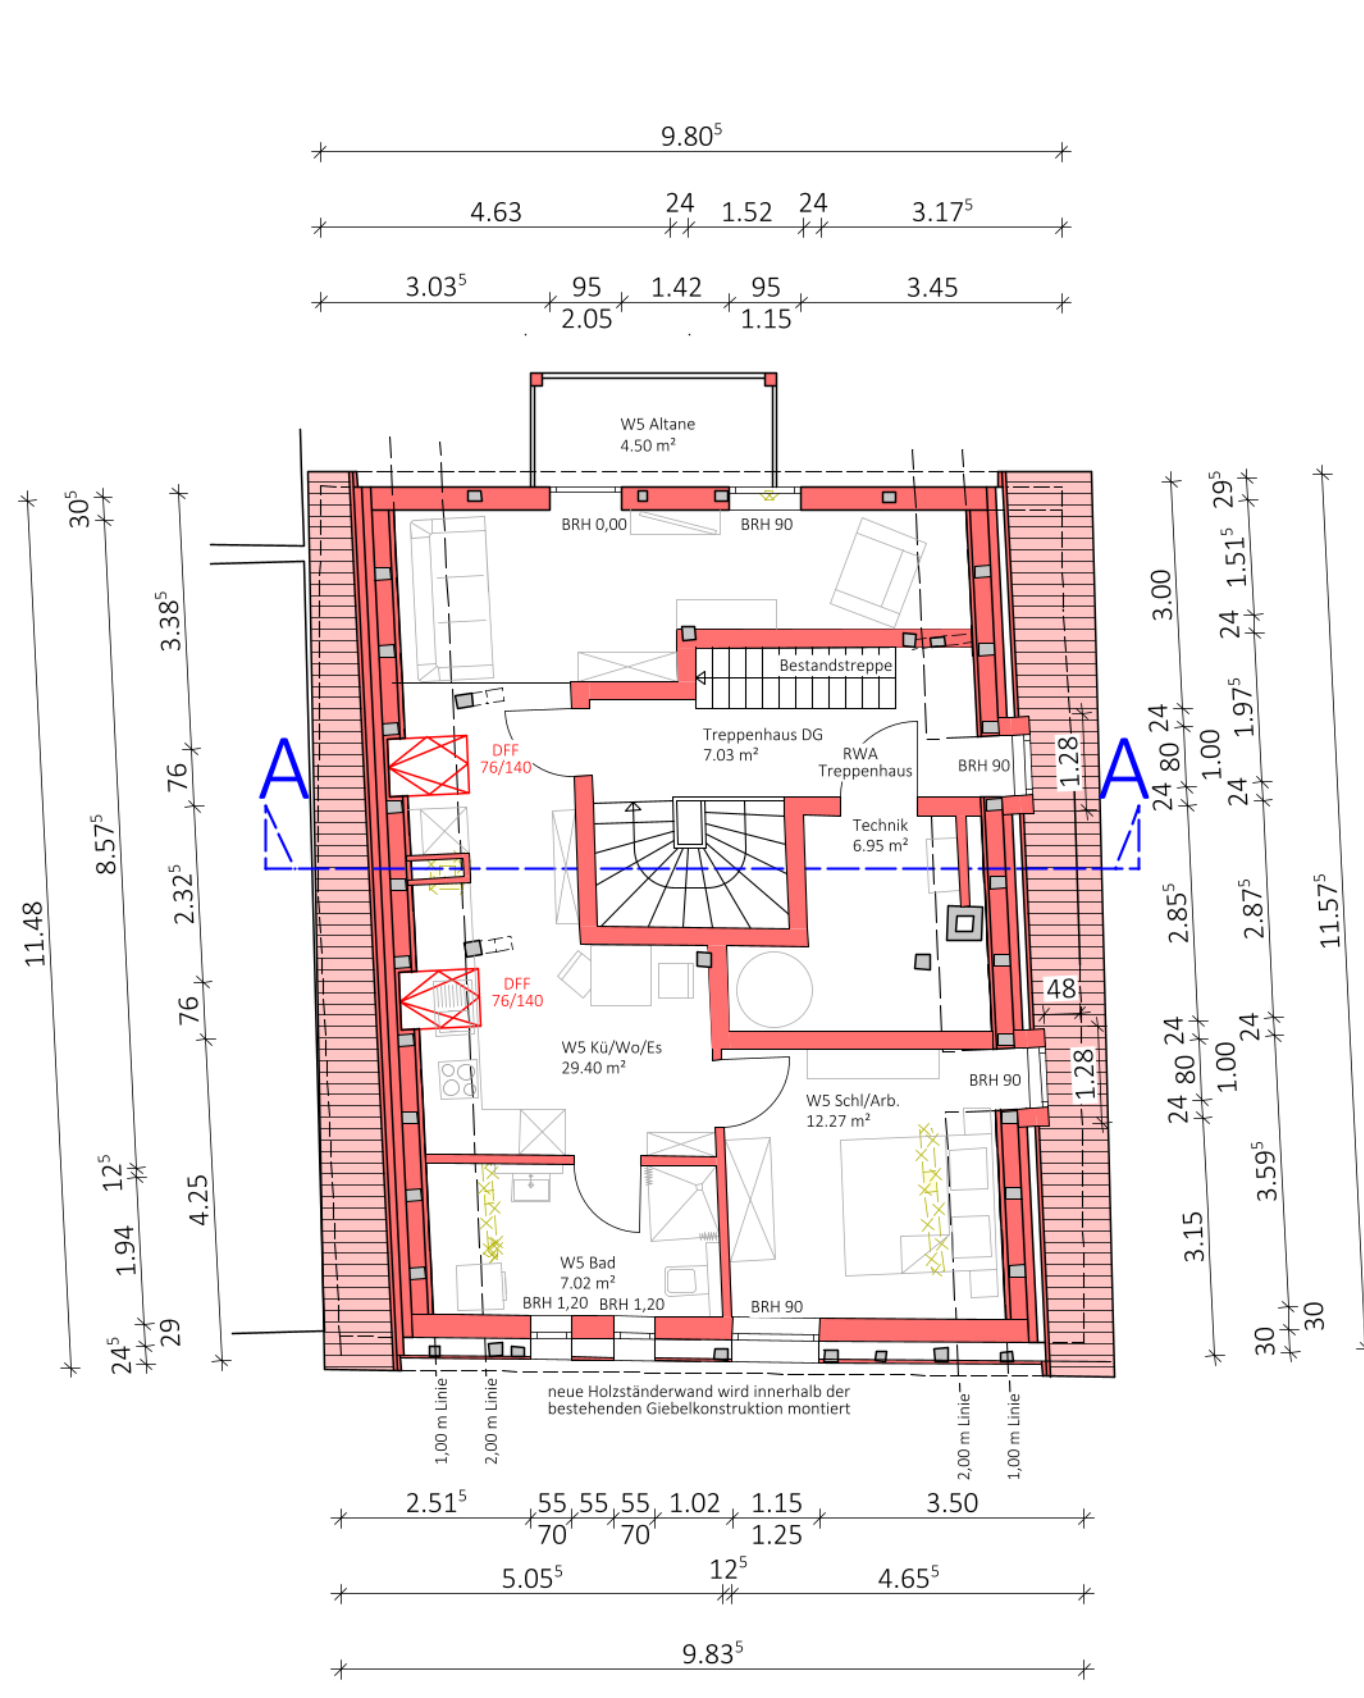 9.80⁵
4.63 24 1.52 24 3.17⁵
3.03⁵ 95 1.42 95 3.45
2.05 1.15
W5 Altane
4.50 m²
BRH 0,00
BRH 90
Bestandstreppe
Treppenhaus DG
7.03 m²
RWA
Treppenhaus
BRH 90
DFF
76/140
A
A
Technik
6.95 m²
DFF
76/140
W5 Kü/Wo/Es
29.40 m²
W5 Schl/Arb.
12.27 m²
BRH 90
W5 Bad
7.02 m²
BRH 1,20
BRH 1,20
BRH 90
neue Holzständerwand wird innerhalb der
bestehenden Giebelkonstruktion montiert
1,00 m Linie
2,00 m Linie
2,00 m Linie
1,00 m Linie
11.48
30⁵
8.57⁵
12⁵
1.94
29
24⁵
3.38⁵
76
2.32⁵
76
4.25
3.00
24
80
1.00
24
2.85⁵
24
80
1.00
24
3.15
29⁵
1.51⁵
24
1.97⁵
24
2.87⁵
24
3.59⁵
30
30
11.57⁵
1.28
48
1.28
2.51⁵ 55 55 55 1.02 1.15 3.50
70 70 1.25
5.05⁵ 12⁵ 4.65⁵
9.83⁵